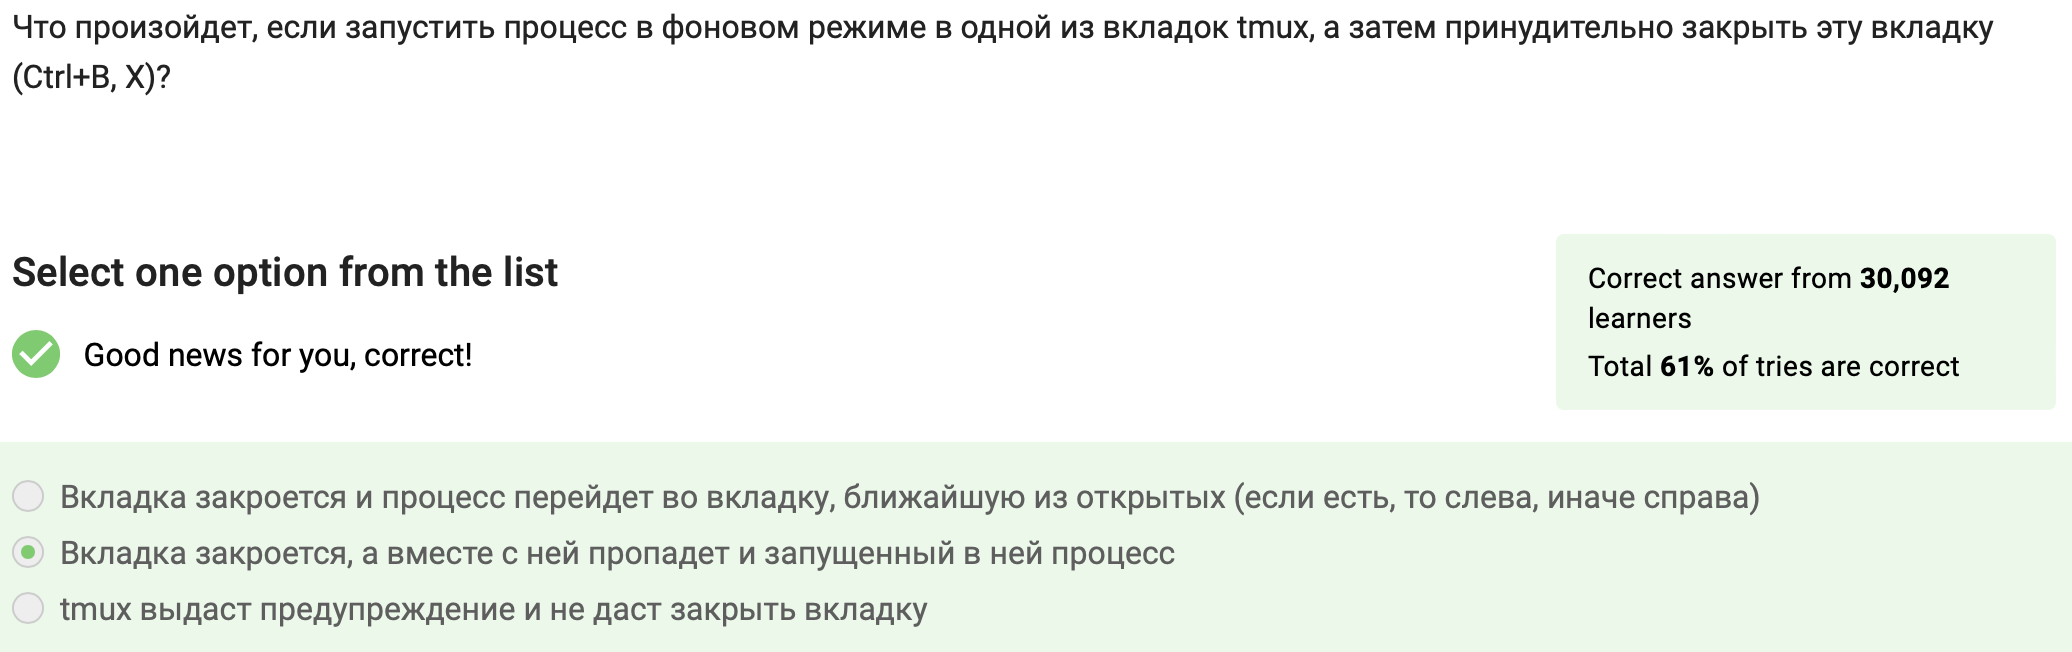 Что произойдет, если запустить процесс в фоновом режиме в одной из вкладок tmux, а затем принудительно закрыть эту вкладку
(Ctrl+B, X)?
Select one option from the list
Good news for you, correct!
Correct answer from 30,092
learners
Total 61% of tries are correct
Вкладка закроется и процесс перейдет во вкладку, ближайшую из открытых (если есть, то слева, иначе справа)
Вкладка закроется, а вместе с ней пропадет и запущенный в ней процесс
tmux выдаст предупреждение и не даст закрыть вкладку